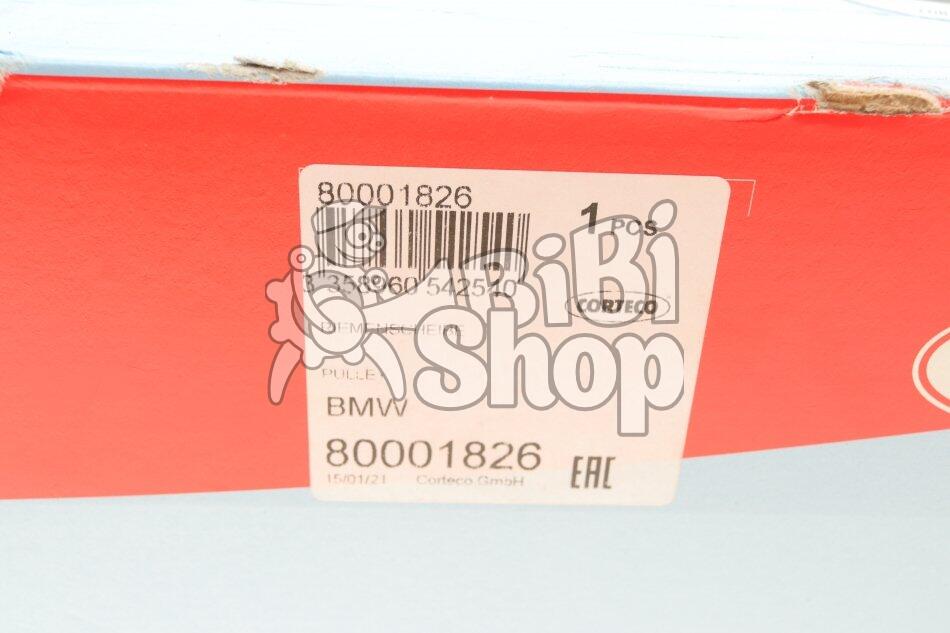 80001826
1 PCS
3 358960 542540
CORTECO
RIEMENSCHEIBE
PULLEY
BMW
80001826
15/01/21 Corteco GmbH
EAC
BiBi
Shop